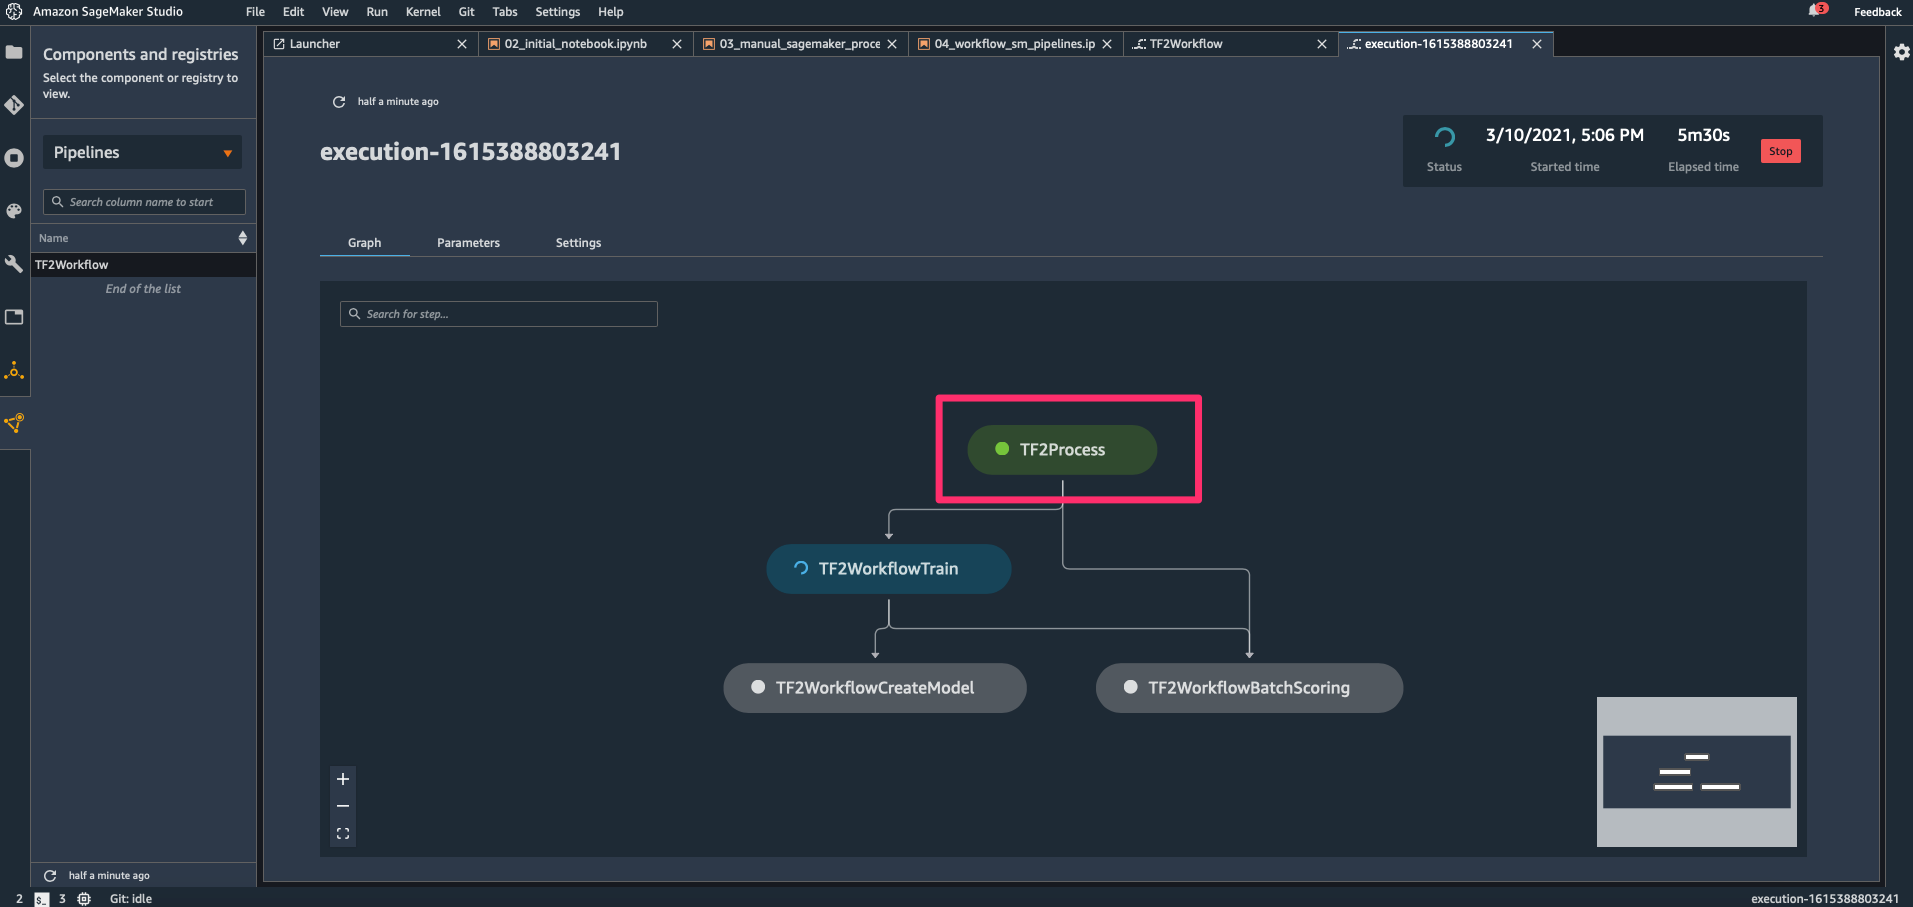 Amazon SageMaker Studio
File Edit View Run Kernel Git Tabs Settings Help
3
Feedback
Components and registries
Select the component or registry to
view.
Pipelines
Search column name to start
Name
TF2Workflow
End of the list
half a minute ago
Launcher
02_initial_notebook.ipynb
03_manual_sagemaker_proce
04_workflow_sm_pipelines.ip
TF2Workflow
execution-1615388803241
half a minute ago
execution-1615388803241
3/10/2021, 5:06 PM 5m30s
Status Started time Elapsed time
Stop
Graph Parameters Settings
Search for step...
TF2Process
TF2WorkflowTrain
TF2WorkflowCreateModel
TF2WorkflowBatchScoring
2 $_ 3 Git: idle
execution-1615388803241